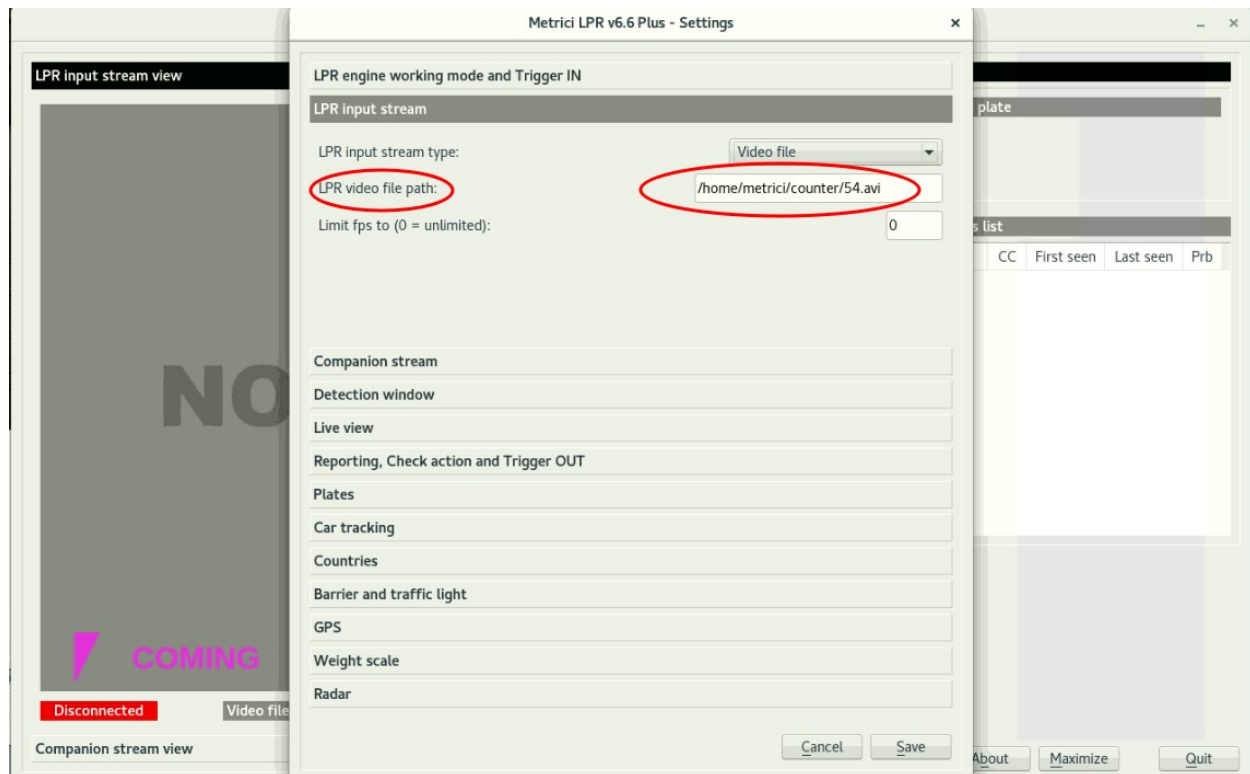 Metrici LPR v6.6 Plus - Settings
LPR input stream view
LPR engine working mode and Trigger IN
LPR input stream
plate
LPR input stream type:
Video file
LPR video file path:
/home/metrici/counter/54.avi
Limit fps to (0 = unlimited):
0
list
CC First seen Last seen Prb
NO
Companion stream
Detection window
Live view
Reporting, Check action and Trigger OUT
Plates
Car tracking
Countries
Barrier and traffic light
GPS
Weight scale
Radar
COMING
Disconnected
Video file
Companion stream view
Cancel
Save
About
Maximize
Quit